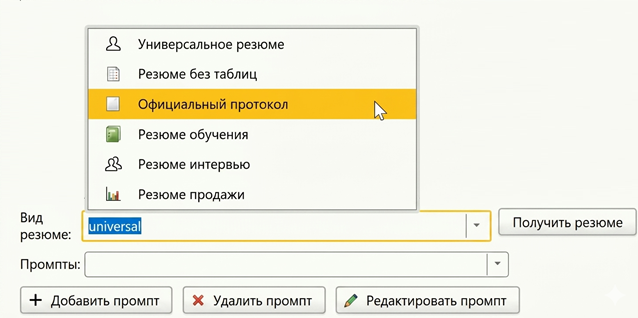 Универсальное резюме
Резюме без таблиц
Официальный протокол
Резюме обучения
Резюме интервью
Резюме продажи
Вид
резюме:
universal
Получить резюме
Промпты:
Добавить промпт
Удалить промпт
Редактировать промпт